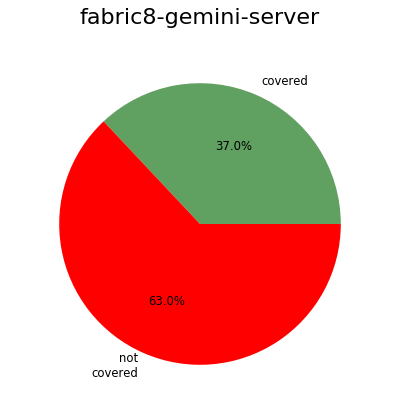 fabric8-gemini-server
covered
37.0%
63.0%
not
covered